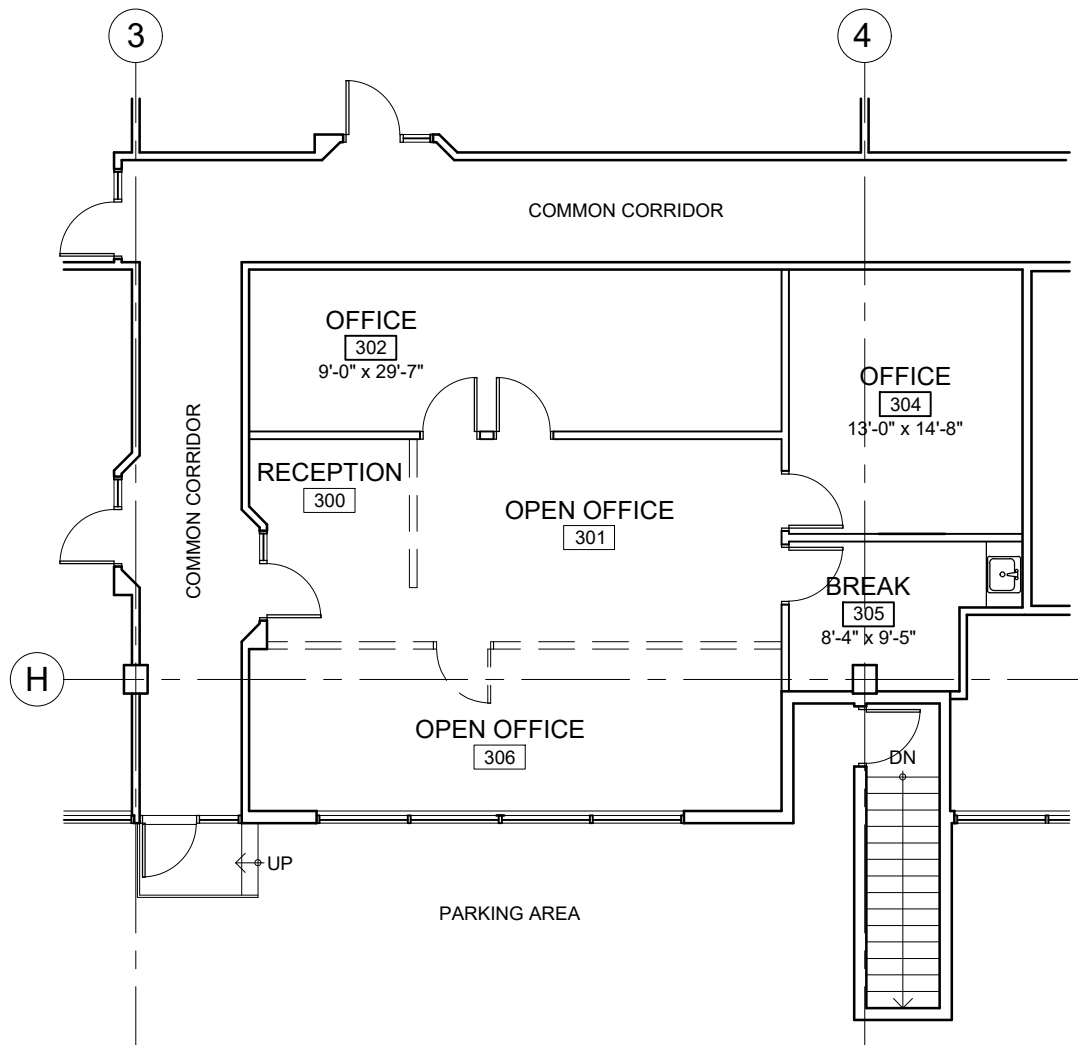 3
4
COMMON CORRIDOR
OFFICE
302
9'-0" x 29'-7"
OFFICE
304
13'-0" x 14'-8"
COMMON CORRIDOR
RECEPTION
300
OPEN OFFICE
301
BREAK
305
8'-4" x 9'-5"
H
OPEN OFFICE
306
DN
UP
PARKING AREA